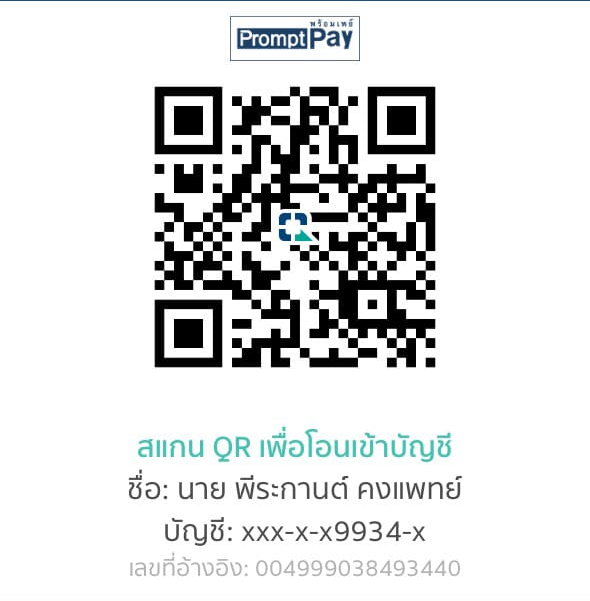 พร้อมเพย์
PromptPay
สแกน QR เพื่อโอนเข้าบัญชี
ชื่อ: นาย พีระกานต์ คงแพทย์
บัญชี: xxx-x-x9934-x
เลขที่อ้างอิง: 004999038493440